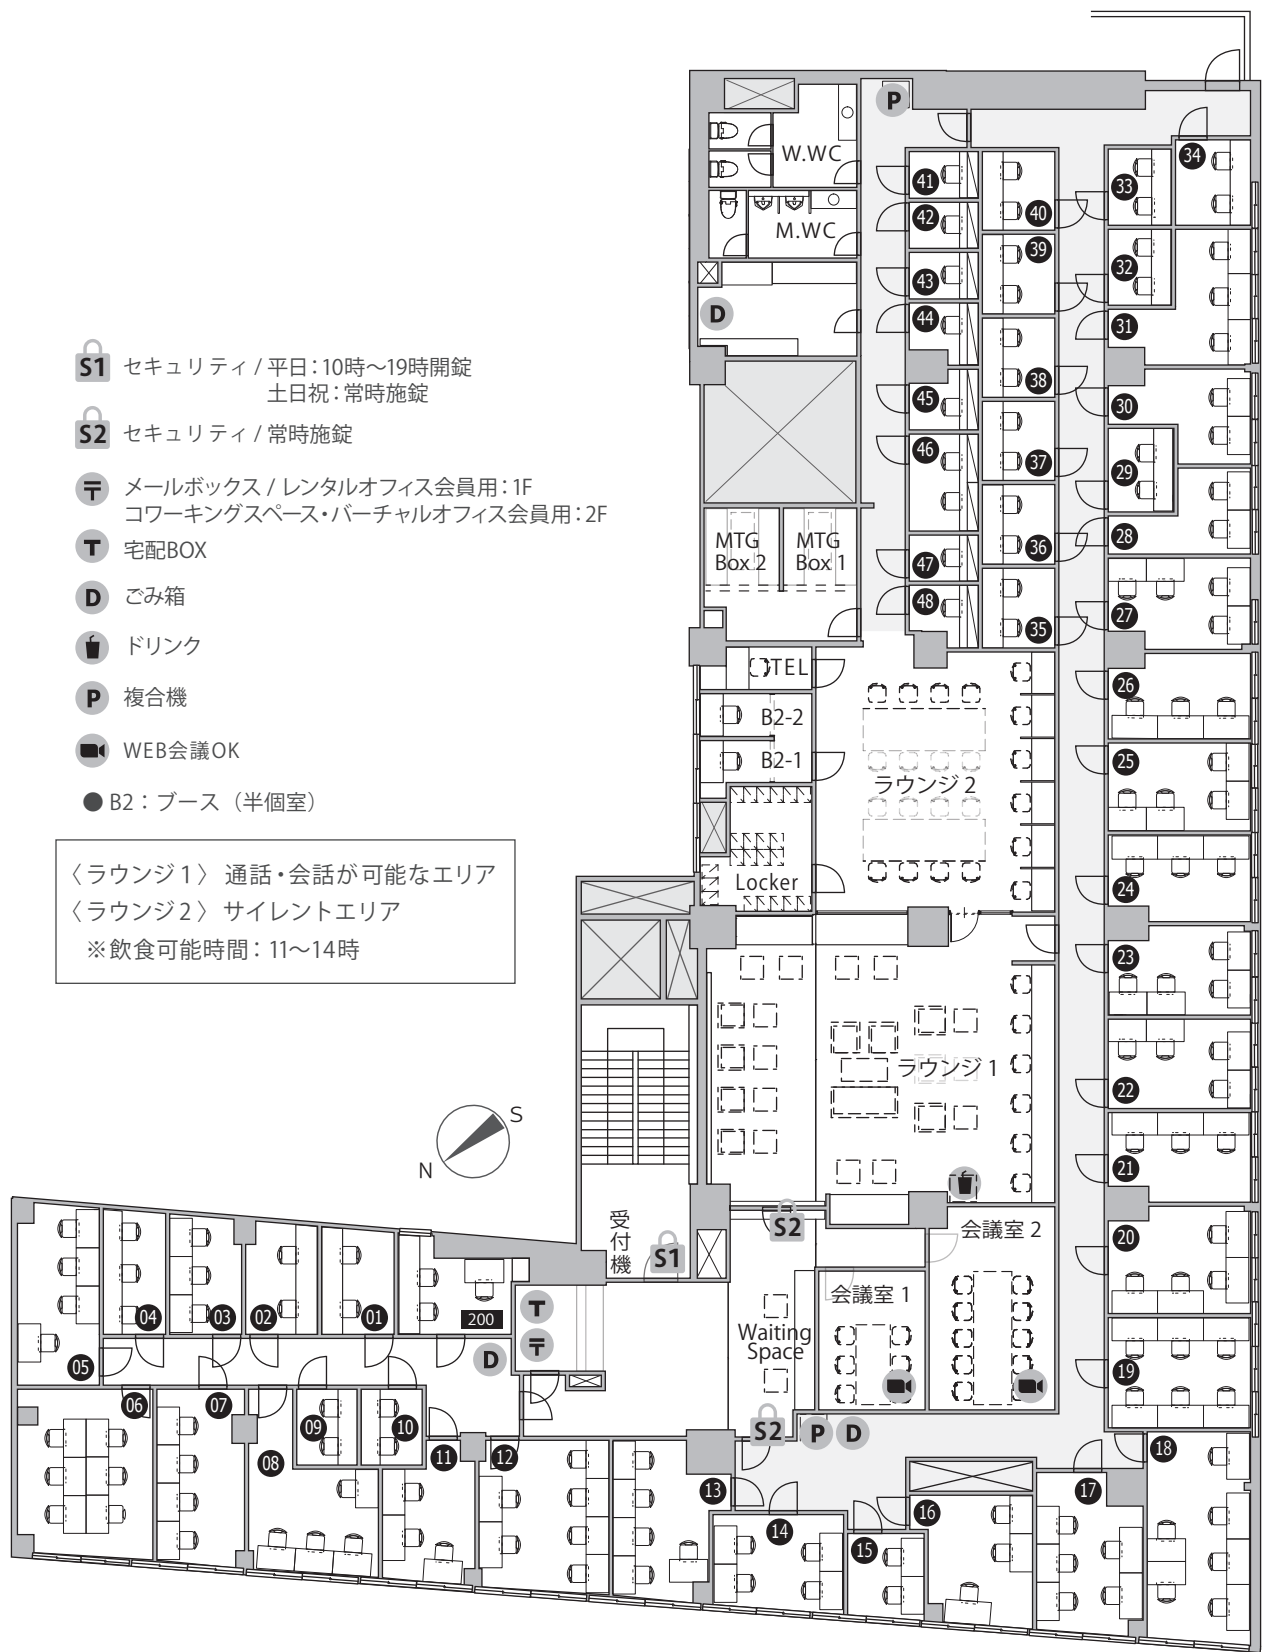 S1 セキュリティ / 平日：10時～19時開錠
土日祝：常時施錠
S2 セキュリティ / 常時施錠
〒 メールボックス / レンタルオフィス会員用：1F
コワーキングスペース・バーチャルオフィス会員用：2F
T 宅配BOX
D ごみ箱
ドリンク
P 複合機
WEB会議OK
● B2：ブース（半個室）
〈ラウンジ1〉 通話・会話が可能なエリア
〈ラウンジ2〉 サイレントエリア
※飲食可能時間：11～14時
N
S
P
W.WC
M.WC
D
MTG
Box 2
MTG
Box 1
TEL
B2-2
B2-1
Locker
ラウンジ 2
ラウンジ 1
41
42
43
44
45
46
47
48
40
39
38
37
36
35
34
33
32
31
30
29
28
27
26
25
24
23
22
21
20
19
18
17
16
15
14
13
受付機
S1
S2
会議室 2
会議室 1
Waiting
Space
S2
P
D
T
〒
D
200
01
02
03
04
05
06
07
08
09
10
11
12